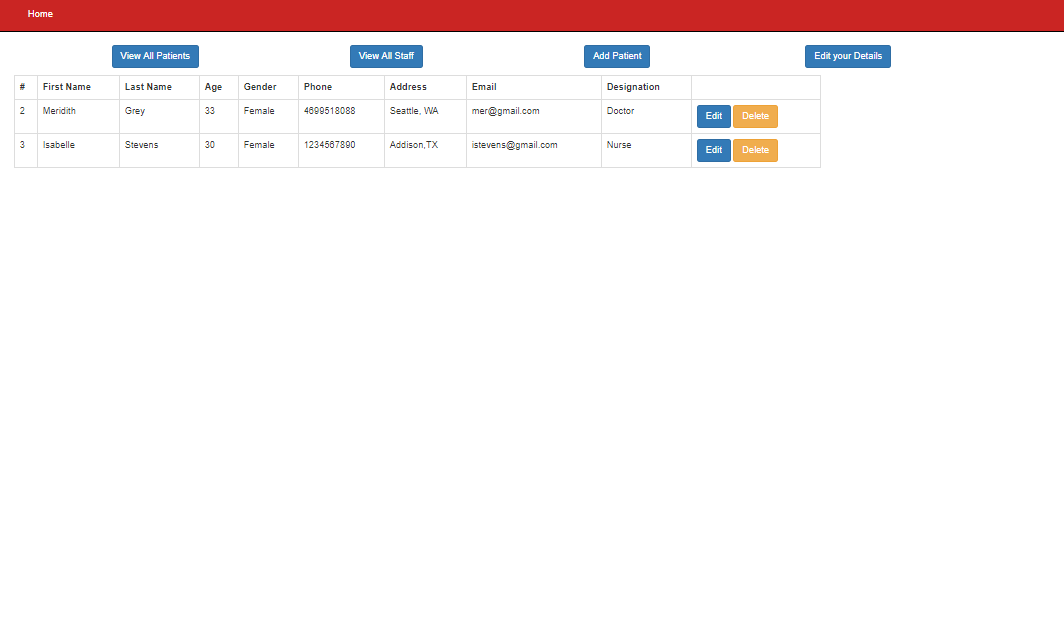 Home
View All Patients View All Staff Add Patient Edit your Details
# First Name Last Name Age Gender Phone Address Email Designation
2 Meridith Grey 33 Female 4699518088 Seattle, WA mer@gmail.com Doctor Edit Delete
3 Isabelle Stevens 30 Female 1234567890 Addison,TX istevens@gmail.com Nurse Edit Delete